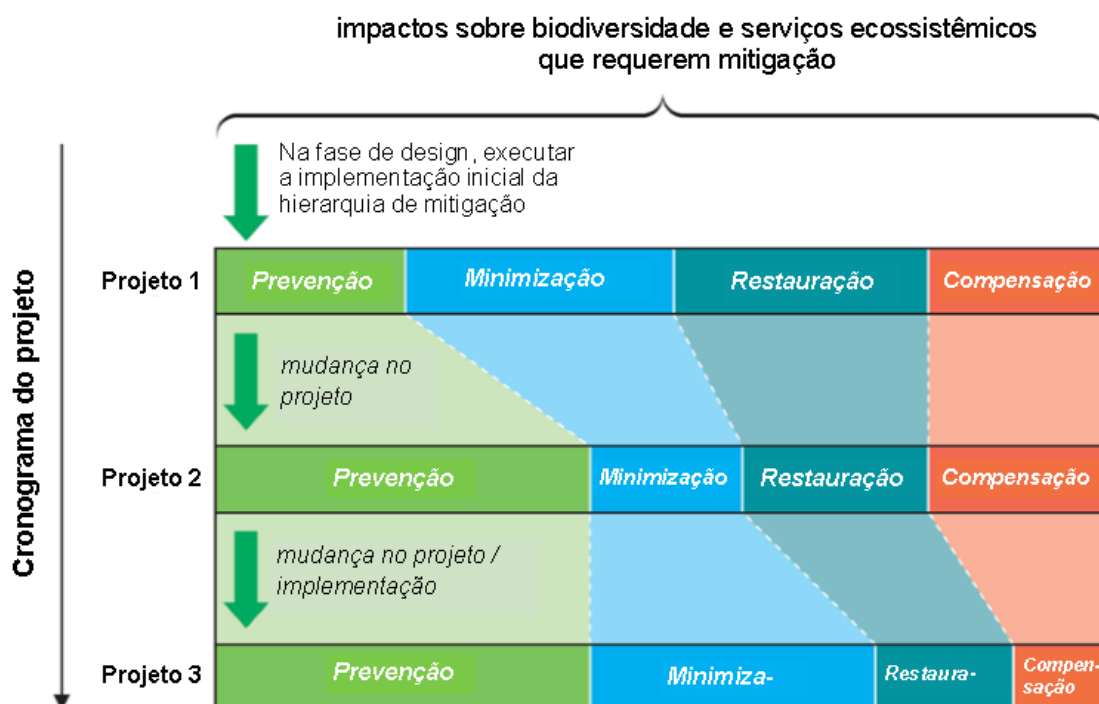 impactos sobre biodiversidade e serviços ecossistêmicos
que requerem mitigação
Na fase de design, executar
a implementação inicial da
hierarquia de mitigação
Cronograma do projeto
Projeto 1
Prevenção
Minimização
Restauração
Compensação
mudança no
projeto
Projeto 2
Prevenção
Minimização
Restauração
Compensação
mudança no projeto /
implementação
Projeto 3
Prevenção
Minimiza-
Restaura-
Compen-
sação